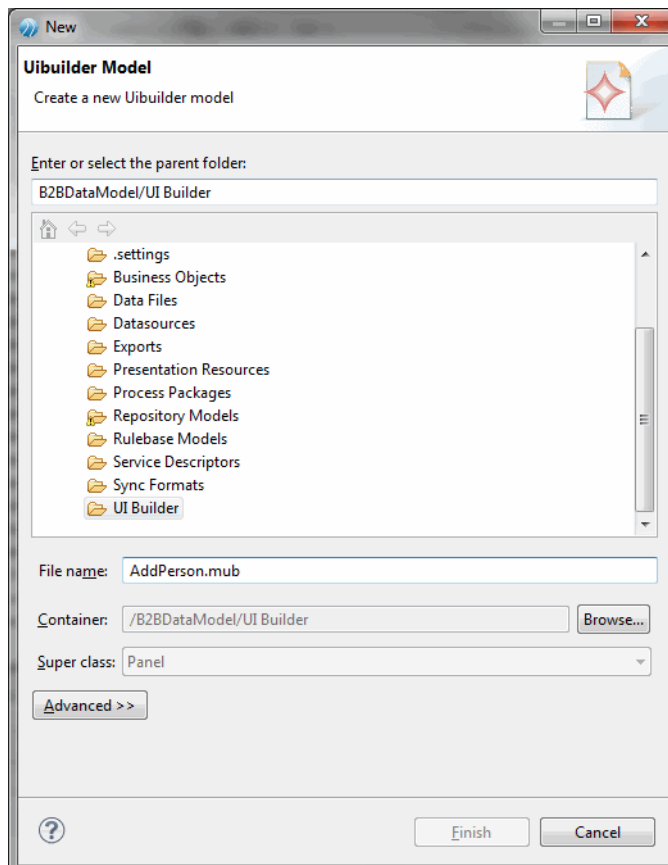 New
Uibuilder Model
Create a new Uibuilder model
Enter or select the parent folder:
B2BDataModel/UI Builder
.settings
Business Objects
Data Files
Datasources
Exports
Presentation Resources
Process Packages
Repository Models
Rulebase Models
Service Descriptors
Sync Formats
UI Builder
File name: AddPerson.mub
Container: /B2BDataModel/UI Builder Browse...
Super class: Panel
Advanced >>
? Finish Cancel